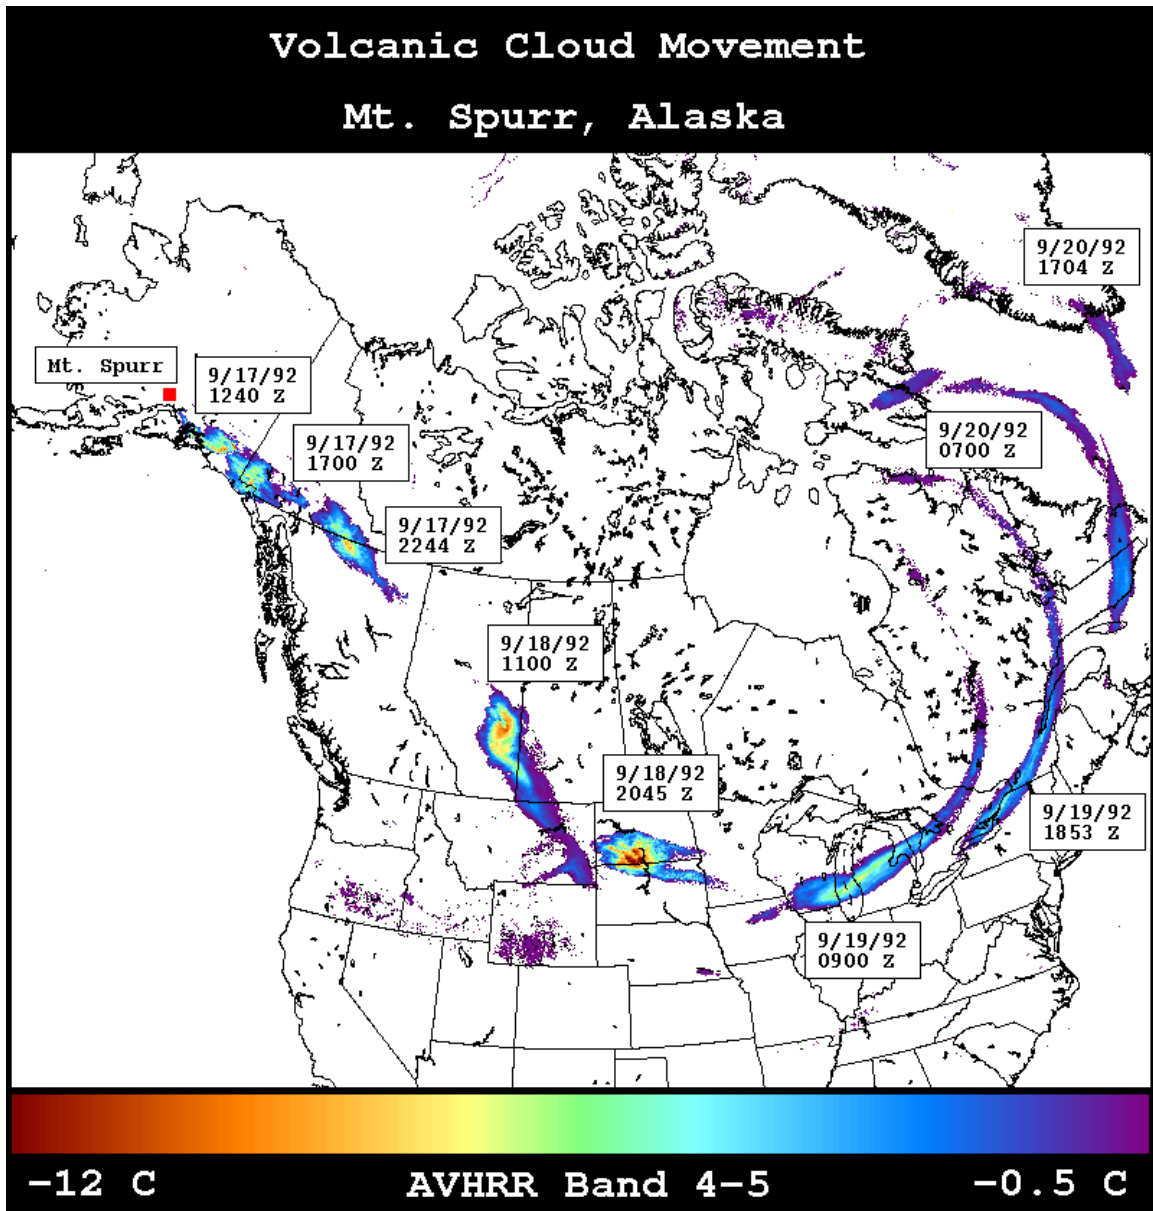 Volcanic Cloud Movement
Mt. Spurr, Alaska
9/20/92
1704 Z
Mt. Spurr
9/17/92
1240 Z
9/17/92
1700 Z
9/20/92
0700 Z
9/17/92
2244 Z
9/18/92
1100 Z
9/18/92
2045 Z
9/19/92
1853 Z
9/19/92
0900 Z
-12 C
AVHRR Band 4-5
-0.5 C